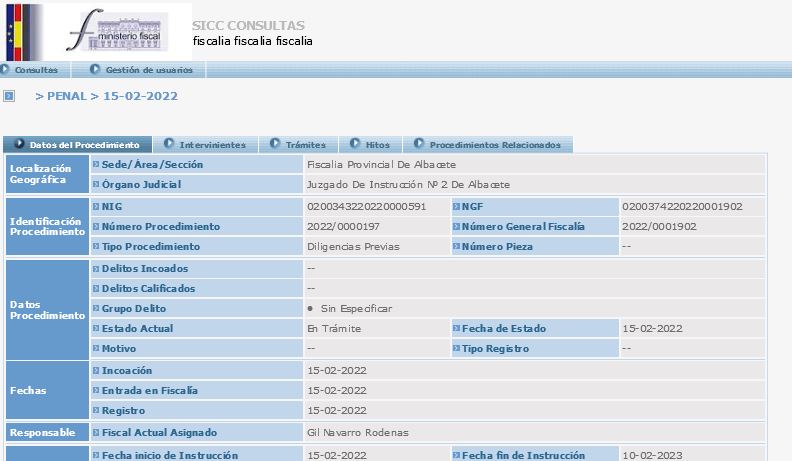 SICC CONSULTAS
ministerio fiscal
fiscalia fiscalia fiscalia
Consultas Gestión de usuarios
> PENAL > 15-02-2022
Datos del Procedimiento Intervinientes Trámites Hitos Procedimientos Relacionados
Localización Geográfica
Sede/Área/Sección Fiscalia Provincial De Albacete
Órgano Judicial Juzgado De Instrucción Nº 2 De Albacete
Identificación Procedimiento
NIG 0200343220220000591 NGF 0200374220220001902
Número Procedimiento 2022/0000197 Número General Fiscalía 2022/0001902
Tipo Procedimiento Diligencias Previas Número Pieza --
Datos Procedimiento
Delitos Incoados --
Delitos Calificados --
Grupo Delito • Sin Especificar
Estado Actual En Trámite Fecha de Estado 15-02-2022
Motivo -- Tipo Registro --
Fechas
Incoación 15-02-2022
Entrada en Fiscalía 15-02-2022
Registro 15-02-2022
Responsable Fiscal Actual Asignado Gil Navarro Rodenas
Fecha inicio de Instrucción 15-02-2022 Fecha fin de Instrucción 10-02-2023